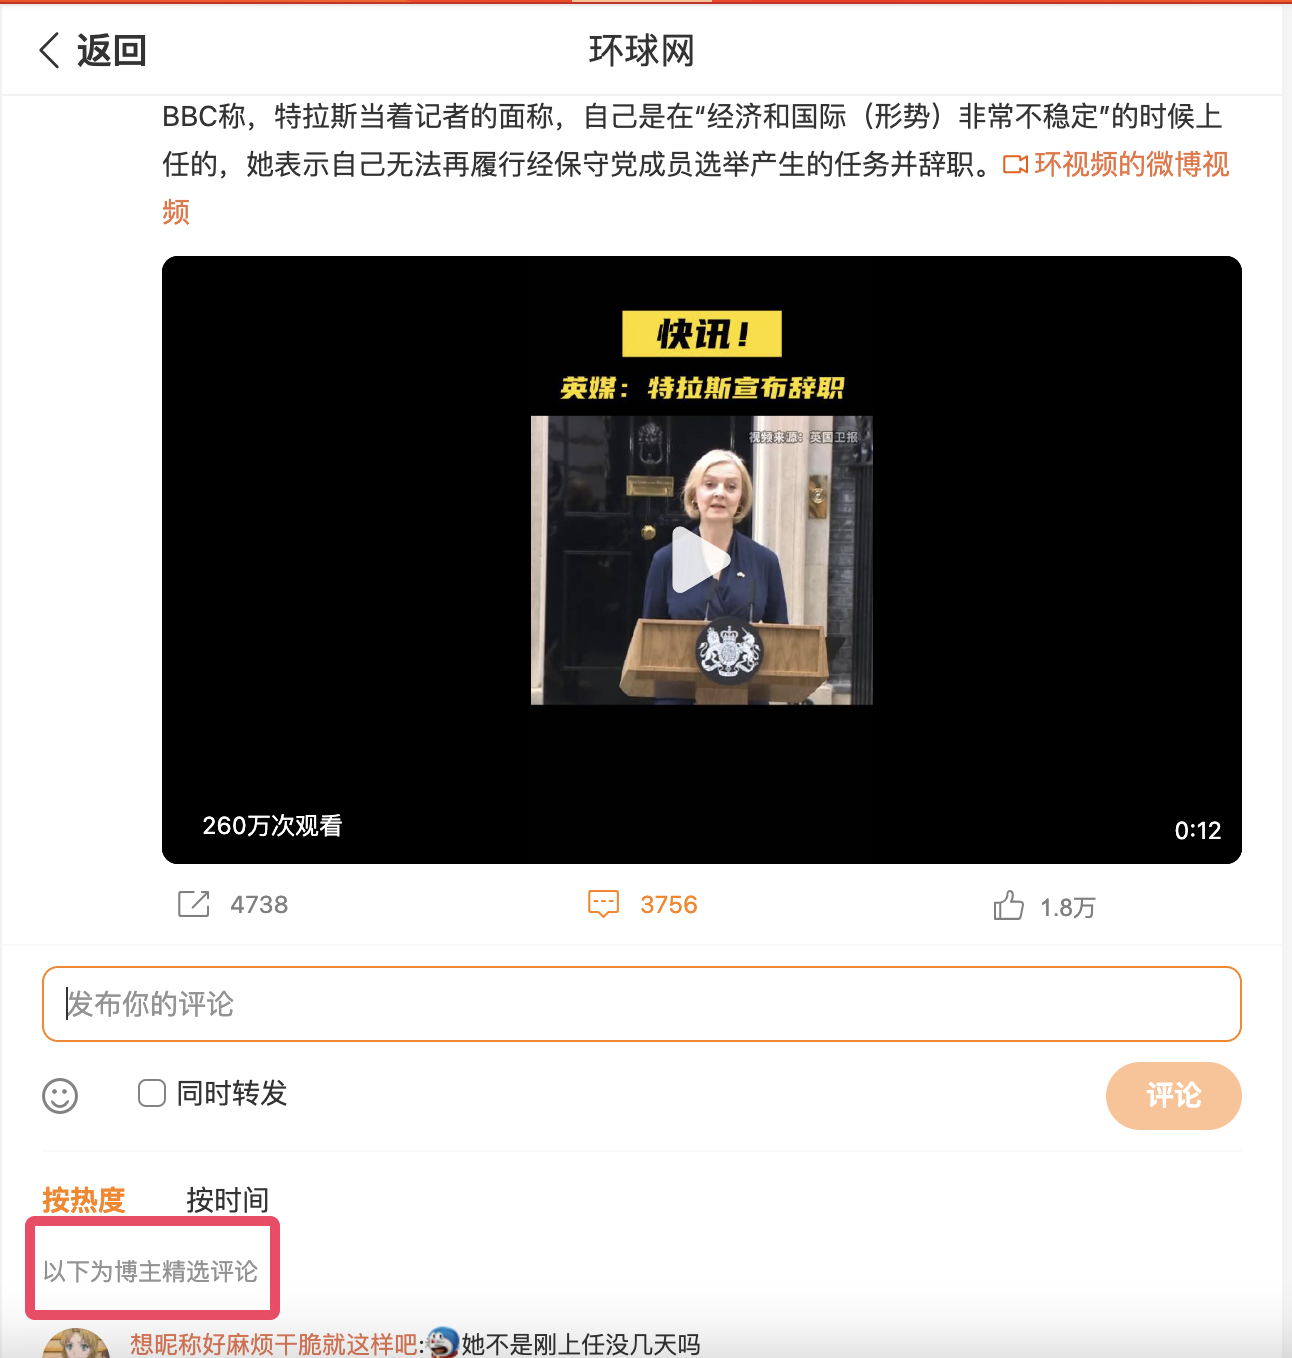 返回
环球网
BBC称，特拉斯当着记者的面称，自己是在“经济和国际（形势）非常不稳定”的时候上
任的，她表示自己无法再履行经保守党成员选举产生的任务并辞职。环视频的微博视
频
快讯！
英媒：特拉斯宣布辞职
视频来源：英国卫报
260万次观看
0:12
4738
3756
1.8万
发布你的评论
同时转发
评论
按热度
按时间
以下为博主精选评论
想昵称好麻烦干脆就这样吧:她不是刚上任没几天吗